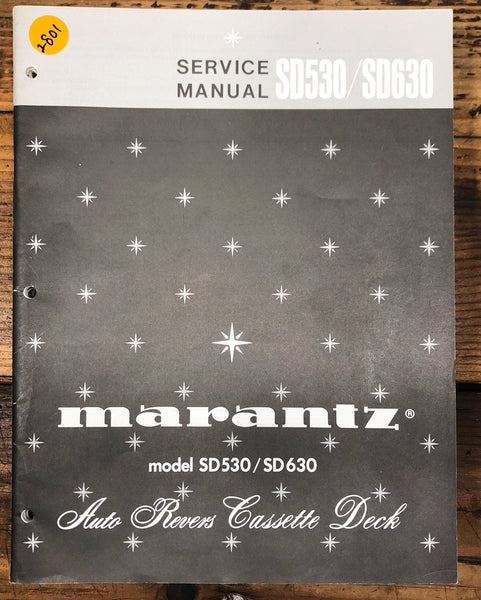 2801
SERVICE
MANUAL SD530/SD630
marantz®
model SD530/SD630
Auto Revers Cassette Deck